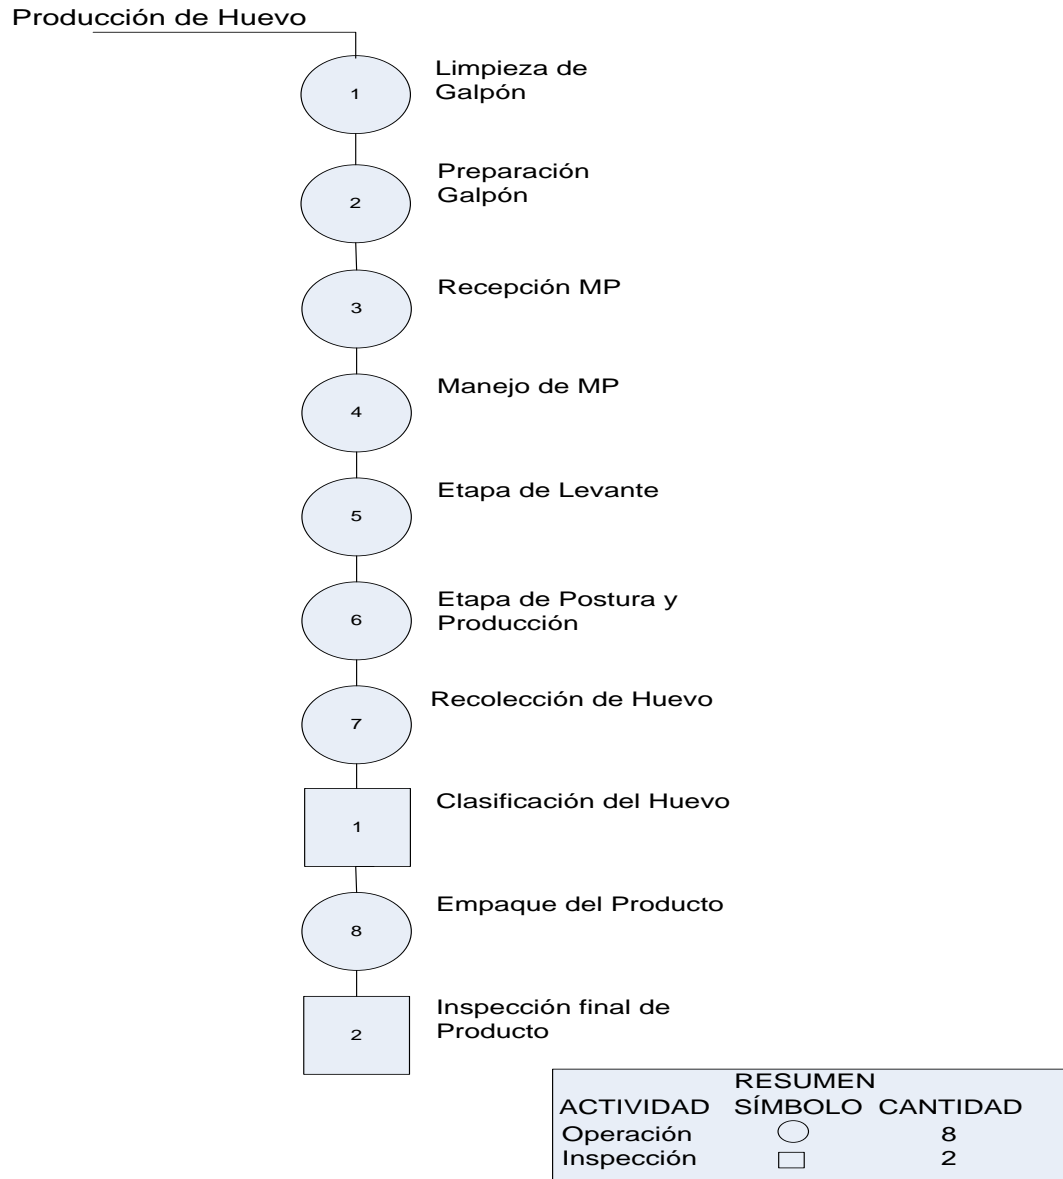 Producción de Huevo
1
Limpieza de
Galpón
2
Preparación
Galpón
3
Recepción MP
4
Manejo de MP
5
Etapa de Levante
6
Etapa de Postura y
Producción
7
Recolección de Huevo
1
Clasificación del Huevo
8
Empaque del Producto
2
Inspección final de
Producto
RESUMEN
ACTIVIDAD SÍMBOLO CANTIDAD
Operación 8
Inspección 2